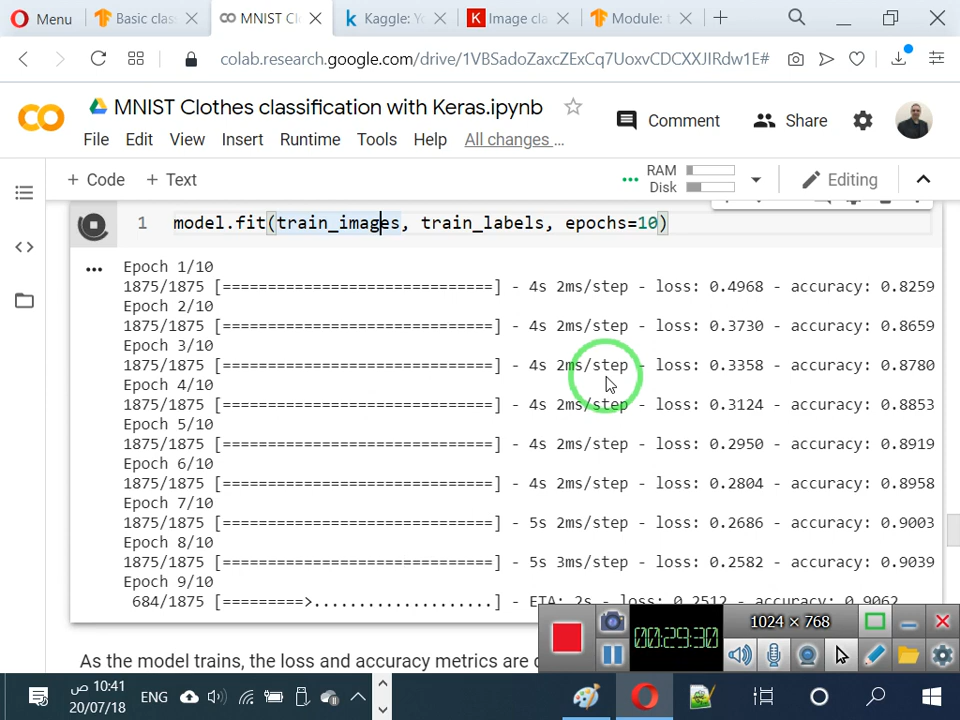 Menu
Basic clas
MNIST Cl
Kaggle: Yo
Image cla
Module: t
colab.research.google.com/drive/1VBSadoZaxcZExCq7UoxvCDCXXJIRdw1E#
MNIST Clothes classification with Keras.ipynb
Comment
Share
File Edit View Insert Runtime Tools Help All changes …
+ Code + Text
RAM
Disk
Editing
1 model.fit(train_images, train_labels, epochs=10)
Epoch 1/10
1875/1875 [==============================] - 4s 2ms/step - loss: 0.4968 - accuracy: 0.8259
Epoch 2/10
1875/1875 [==============================] - 4s 2ms/step - loss: 0.3730 - accuracy: 0.8659
Epoch 3/10
1875/1875 [==============================] - 4s 2ms/step - loss: 0.3358 - accuracy: 0.8780
Epoch 4/10
1875/1875 [==============================] - 4s 2ms/step - loss: 0.3124 - accuracy: 0.8853
Epoch 5/10
1875/1875 [==============================] - 4s 2ms/step - loss: 0.2950 - accuracy: 0.8919
Epoch 6/10
1875/1875 [==============================] - 4s 2ms/step - loss: 0.2804 - accuracy: 0.8958
Epoch 7/10
1875/1875 [==============================] - 5s 2ms/step - loss: 0.2686 - accuracy: 0.9003
Epoch 8/10
1875/1875 [==============================] - 5s 3ms/step - loss: 0.2582 - accuracy: 0.9039
Epoch 9/10
684/1875 [=========>....................] - ETA: 2s - loss: 0.2512 - accuracy: 0.9062
1024 × 768
00:29:30
As the model trains, the loss and accuracy metrics are d
10:41 ص
ENG
20/07/18